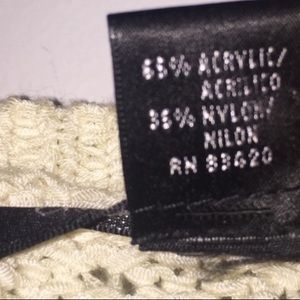 65% ACRYLIC/
ACRILICO
35% NYLON/
NILON
RN 83620